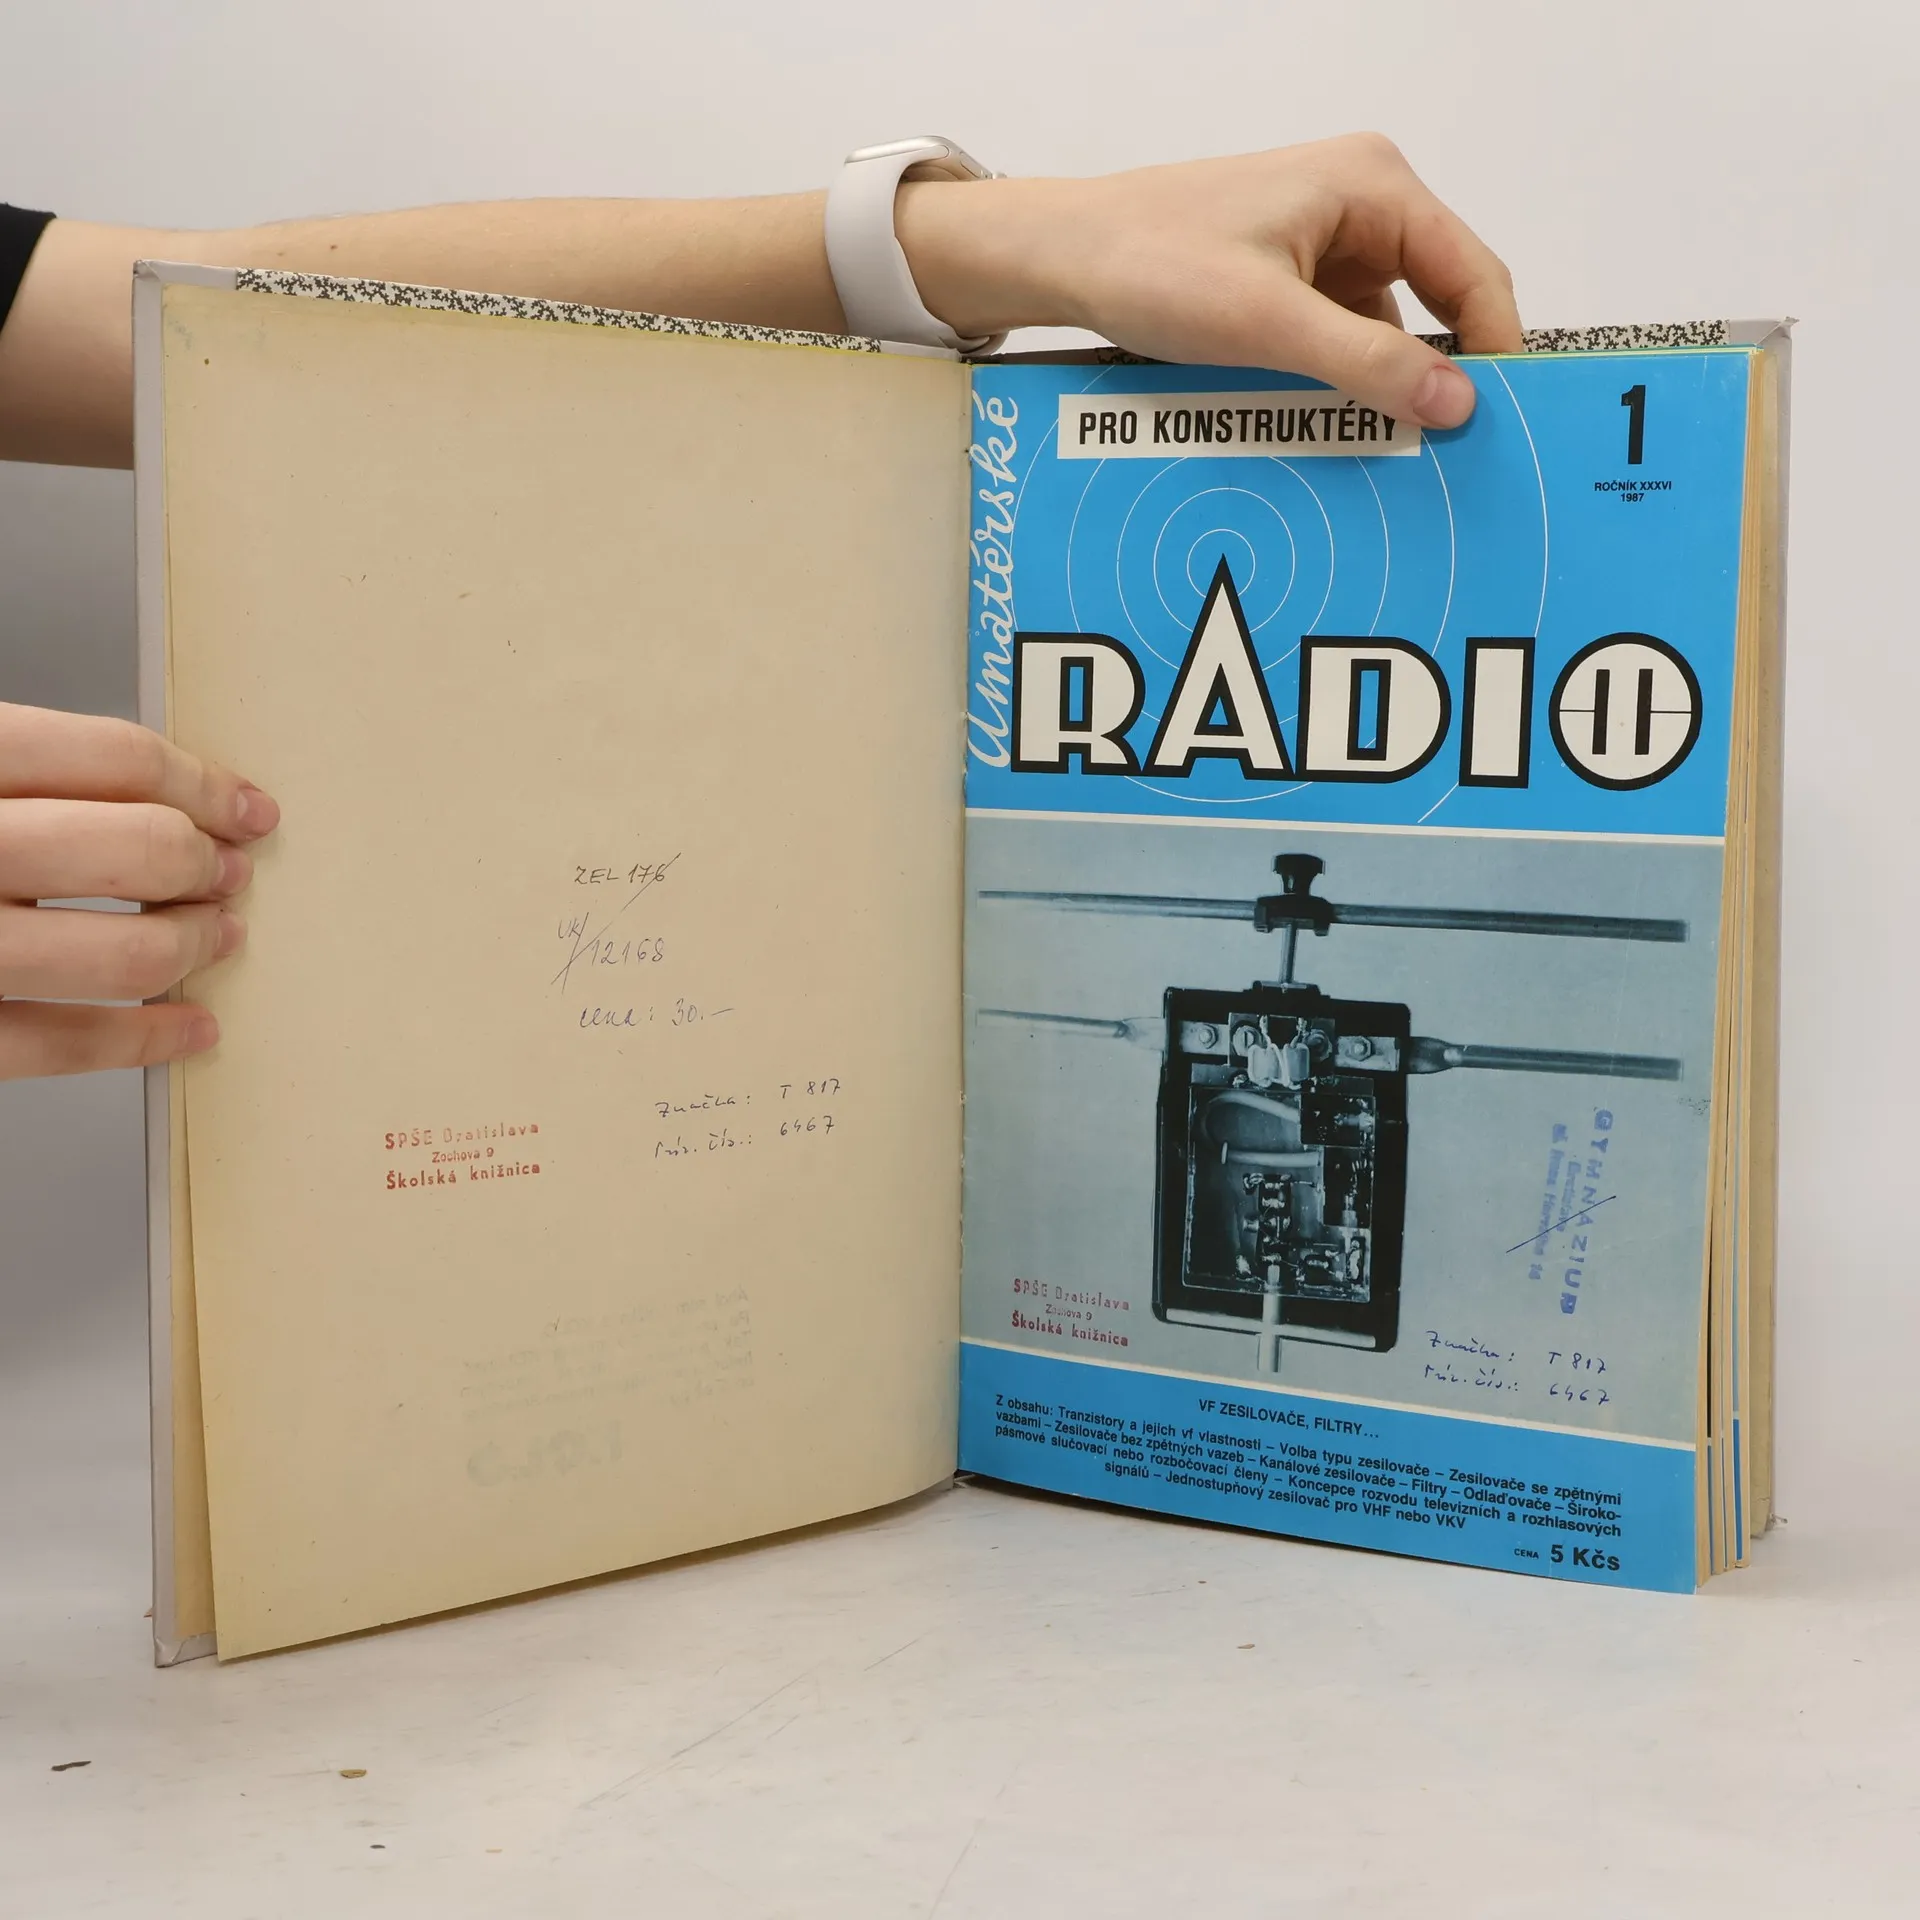 ZEL 176
UK/12168
cena: 30.—
Značka: T 817
Prír. čís.: 6467
SPŠE Bratislava
Zochova 9
Školská knižnica
PRO KONSTRUKTÉRY
1
ROČNÍK XXXVI
1987
Amatérské
RADIO
GYMNÁZIUM
Bratislava
SPŠE Bratislava
Zochova 9
Školská knižnica
Značka: T 817
Prír. čís.: 6467
VF ZESILOVAČE, FILTRY...
Z obsahu: Tranzistory a jejich vf vlastnosti – Volba typu zesilovače – Zesilovače se zpětnými
vazbami – Zesilovače bez zpětných vazeb – Kanálové zesilovače – Filtry – Odlaďovače – Široko-
pásmové slučovací nebo rozbočovací členy – Koncepce rozvodu televizních a rozhlasových
signálů – Jednostupňový zesilovač pro VHF nebo VKV
CENA 5 Kčs